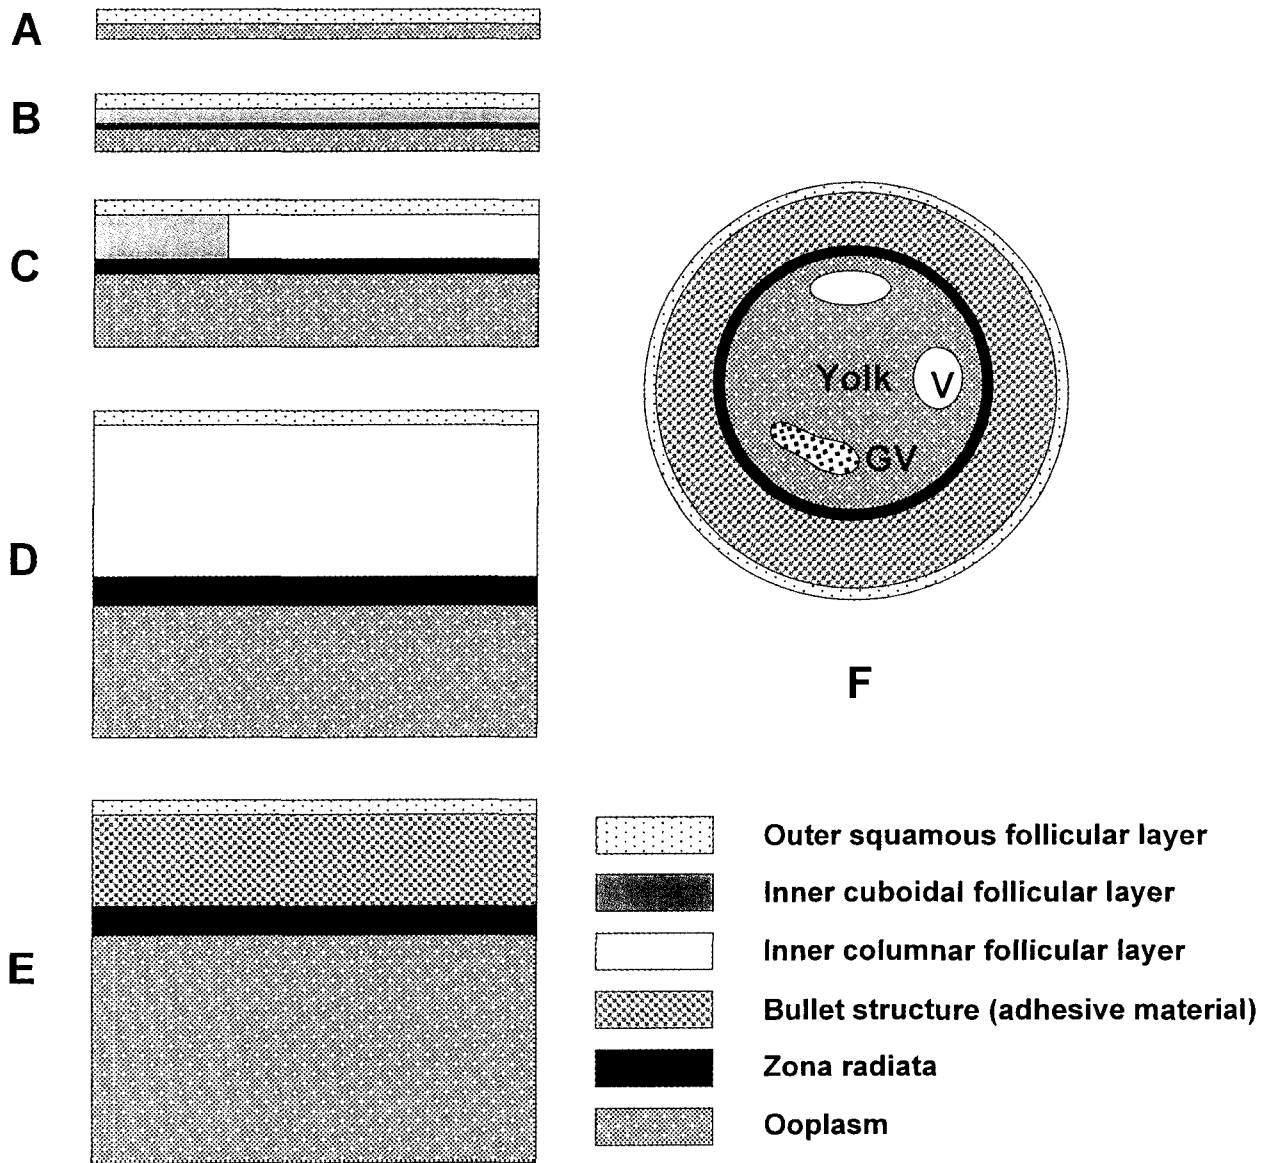 A
B
C
D
E
Yolk
V
GV
F
Outer squamous follicular layer
Inner cuboidal follicular layer
Inner columnar follicular layer
Bullet structure (adhesive material)
Zona radiata
Ooplasm